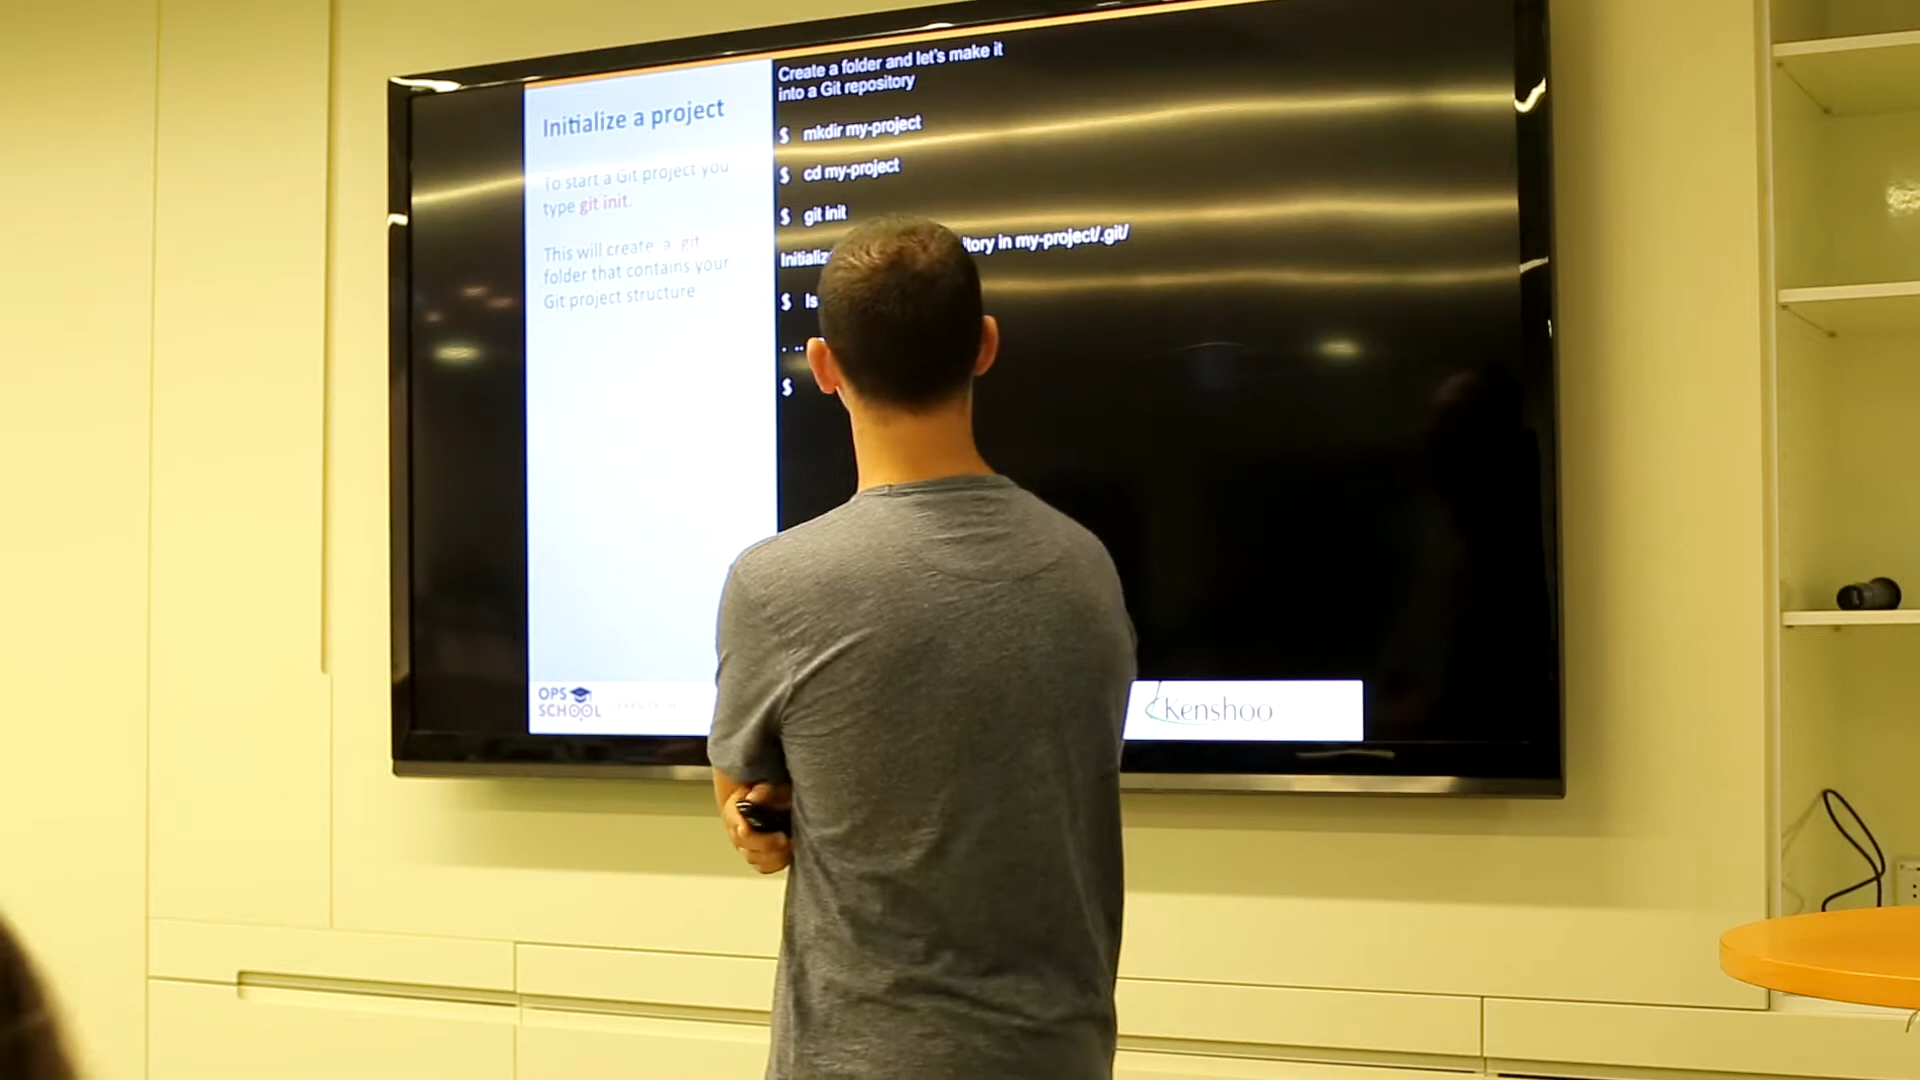 Initialize a project
To start a Git project you
type git init.
This will create a .git
folder that contains your
Git project structure
Create a folder and let's make it
into a Git repository
$ mkdir my-project
$ cd my-project
$ git init
in my-project/.git/
$ ls
. ..
$
OPS
SCHOOL
Kenshoo